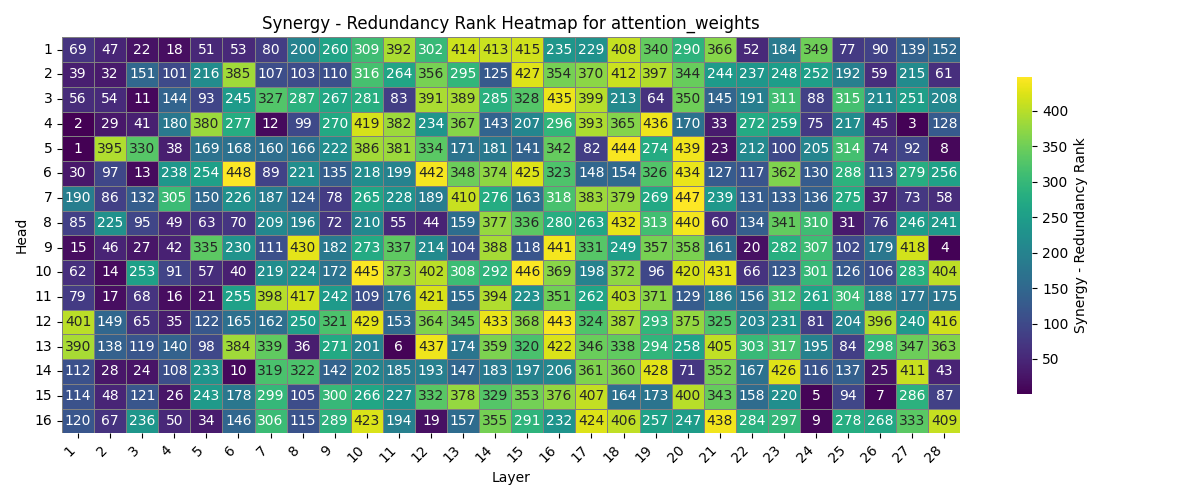 Synergy - Redundancy Rank Heatmap for attention_weights
1 69 47 22 18 51 53 80 200 260 309 392 302 414 413 415 235 229 408 340 290 366 52 184 349 77 90 139 152
2 39 32 151 101 216 385 107 103 110 316 264 356 295 125 427 354 370 412 397 344 244 237 248 252 192 59 215 61
3 56 54 11 144 93 245 327 287 267 281 83 391 389 285 328 435 399 213 64 350 145 191 311 88 315 211 251 208
4 2 29 41 180 380 277 12 99 270 419 382 234 367 143 207 296 393 365 436 170 33 272 259 75 217 45 3 128
5 1 395 330 38 169 168 160 166 222 386 381 334 171 181 141 342 82 444 274 439 23 212 100 205 314 74 92 8
6 30 97 13 238 254 448 89 221 135 218 199 442 348 374 425 323 148 154 326 434 127 117 362 130 288 113 279 256
7 190 86 132 305 150 226 187 124 78 265 228 189 410 276 163 318 383 379 269 447 239 131 133 136 275 37 73 58
8 85 225 95 49 63 70 209 196 72 210 55 44 159 377 336 280 263 432 313 440 60 134 341 310 31 76 246 241
9 15 46 27 42 335 230 111 430 182 273 337 214 104 388 118 441 331 249 357 358 161 20 282 307 102 179 418 4
10 62 14 253 91 57 40 219 224 172 445 373 402 308 292 446 369 198 372 96 420 431 66 123 301 126 106 283 404
11 79 17 68 16 21 255 398 417 242 109 176 421 155 394 223 351 262 403 371 129 186 156 312 261 304 188 177 175
12 401 149 65 35 122 165 162 250 321 429 153 364 345 433 368 443 324 387 293 375 325 203 231 81 204 396 240 416
13 390 138 119 140 98 384 339 36 271 201 6 437 174 359 320 422 346 338 294 258 405 303 317 195 84 298 347 363
14 112 28 24 108 233 10 319 322 142 202 185 193 147 183 197 206 361 360 428 71 352 167 426 116 137 25 411 43
15 114 48 121 26 243 178 299 105 300 266 227 332 378 329 353 376 407 164 173 400 343 158 220 5 94 7 286 87
16 120 67 236 50 34 146 306 115 289 423 194 19 157 355 291 232 424 406 257 247 438 284 297 9 278 268 333 409
1 2 3 4 5 6 7 8 9 10 11 12 13 14 15 16 17 18 19 20 21 22 23 24 25 26 27 28
Layer
Head
400
350
300
250
200
150
100
50
Synergy - Redundancy Rank